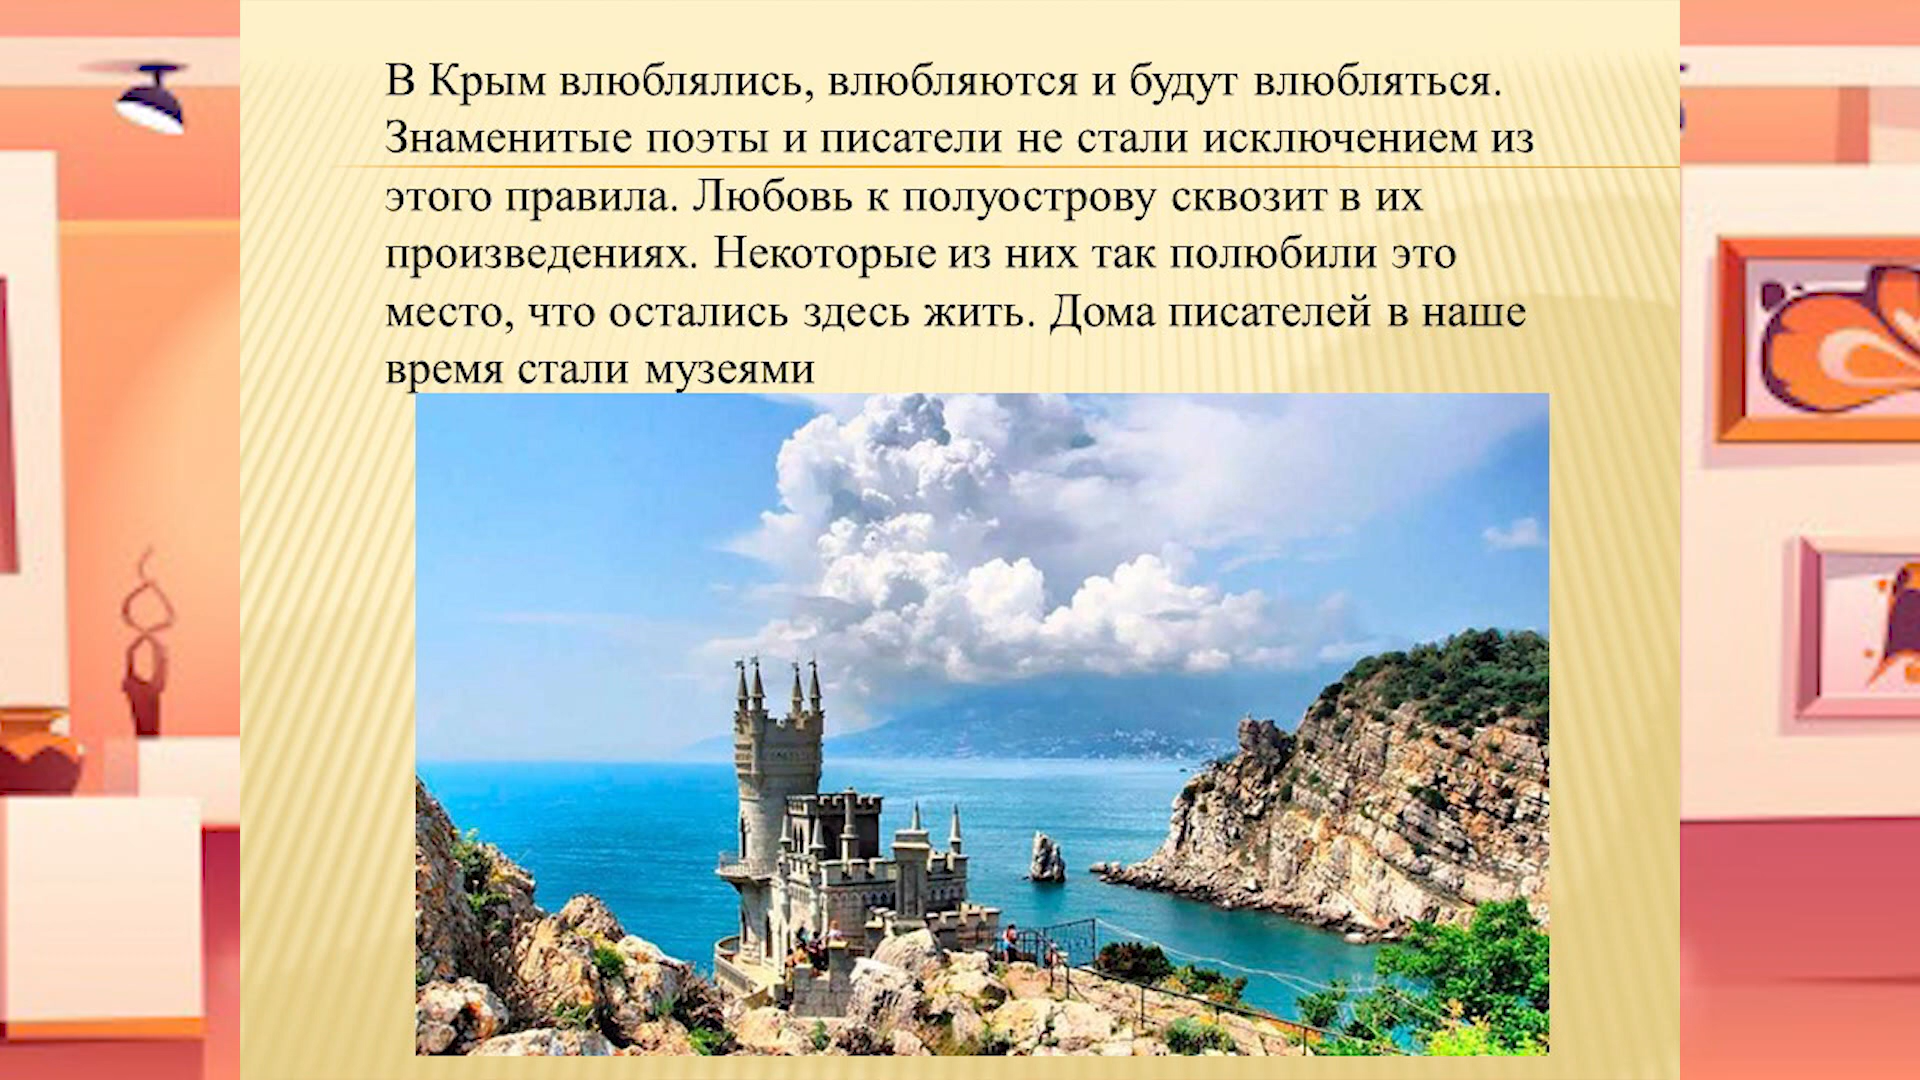 В Крым влюблялись, влюбляются и будут влюбляться.
Знаменитые поэты и писатели не стали исключением из
этого правила. Любовь к полуострову сквозит в их
произведениях. Некоторые из них так полюбили это
место, что остались здесь жить. Дома писателей в наше
время стали музеями